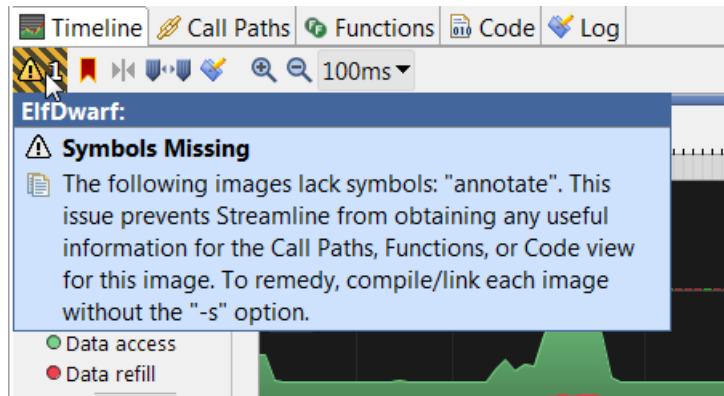 Timeline Call Paths Functions Code Log
1 100ms
ElfDwarf:
Symbols Missing
The following images lack symbols: "annotate". This
issue prevents Streamline from obtaining any useful
information for the Call Paths, Functions, or Code view
for this image. To remedy, compile/link each image
without the "-s" option.
Data access
Data refill